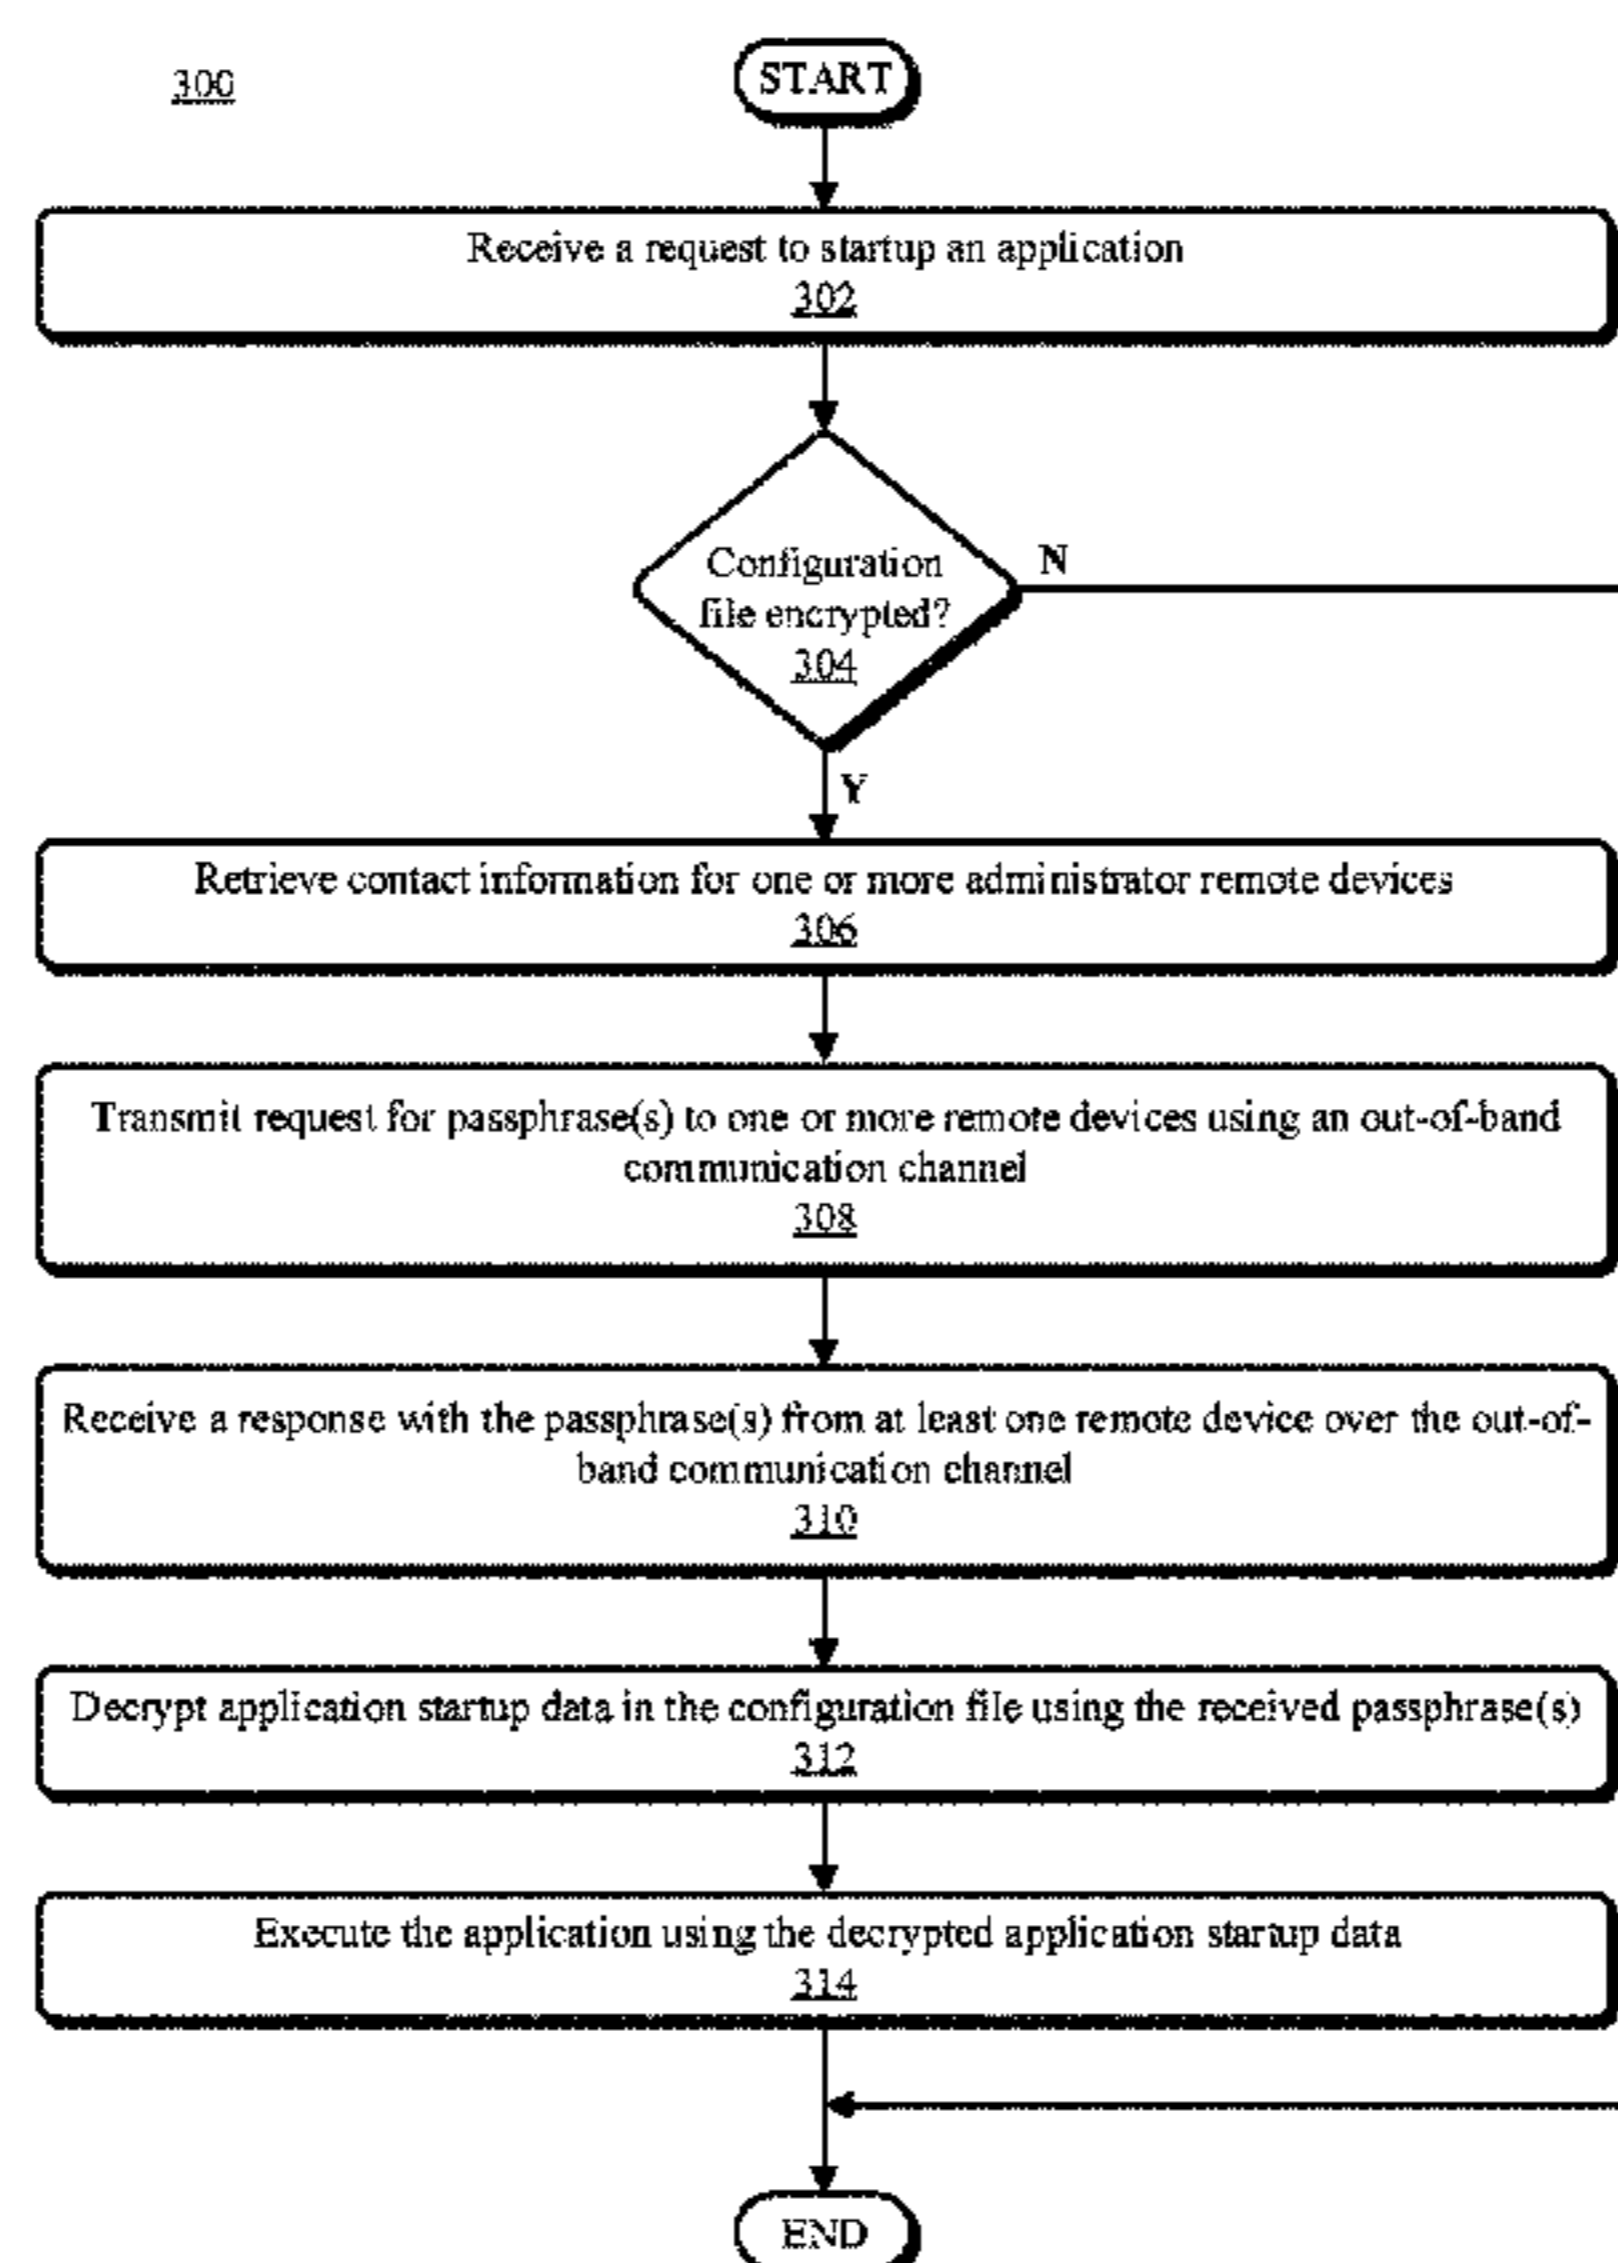 300
START
Receive a request to startup an application
302
Configuration
file encrypted?
304
N
Y
Retrieve contact information for one or more administrator remote devices
306
Transmit request for passphrase(s) to one or more remote devices using an out-of-band
communication channel
308
Receive a response with the passphrase(s) from at least one remote device over the out-of-
band communication channel
310
Decrypt application startup data in the configuration file using the received passphrase(s)
312
Execute the application using the decrypted application startup data
314
END